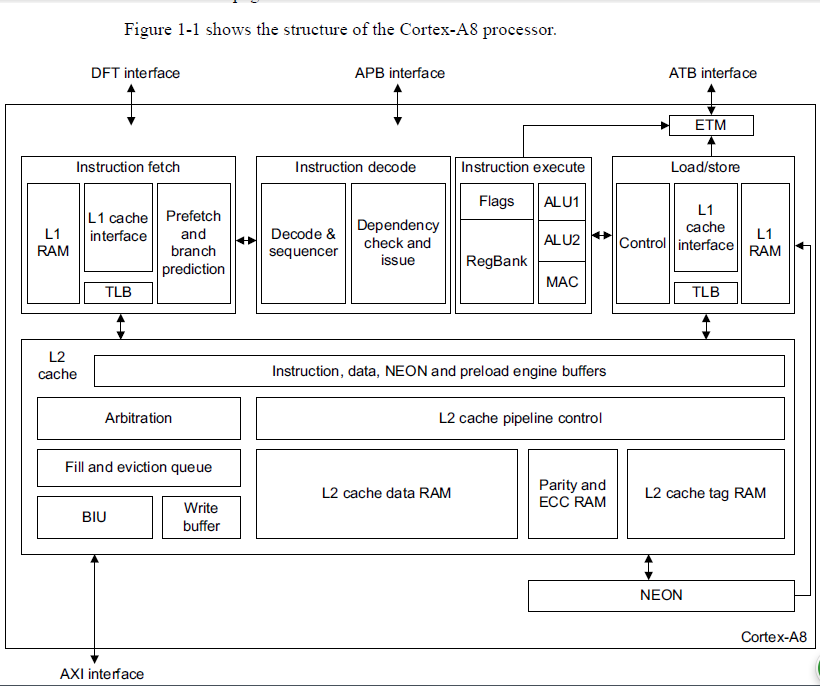 Figure 1-1 shows the structure of the Cortex-A8 processor.
DFT interface
APB interface
ATB interface
ETM
Instruction fetch
L1
RAM
L1 cache
interface
TLB
Prefetch
and
branch
prediction
Instruction decode
Decode &
sequencer
Dependency
check and
issue
Instruction execute
Flags
RegBank
ALU1
ALU2
MAC
Load/store
Control
L1
cache
interface
TLB
L1
RAM
L2
cache
Instruction, data, NEON and preload engine buffers
Arbitration
L2 cache pipeline control
Fill and eviction queue
BIU
Write
buffer
L2 cache data RAM
Parity and
ECC RAM
L2 cache tag RAM
NEON
Cortex-A8
AXI interface